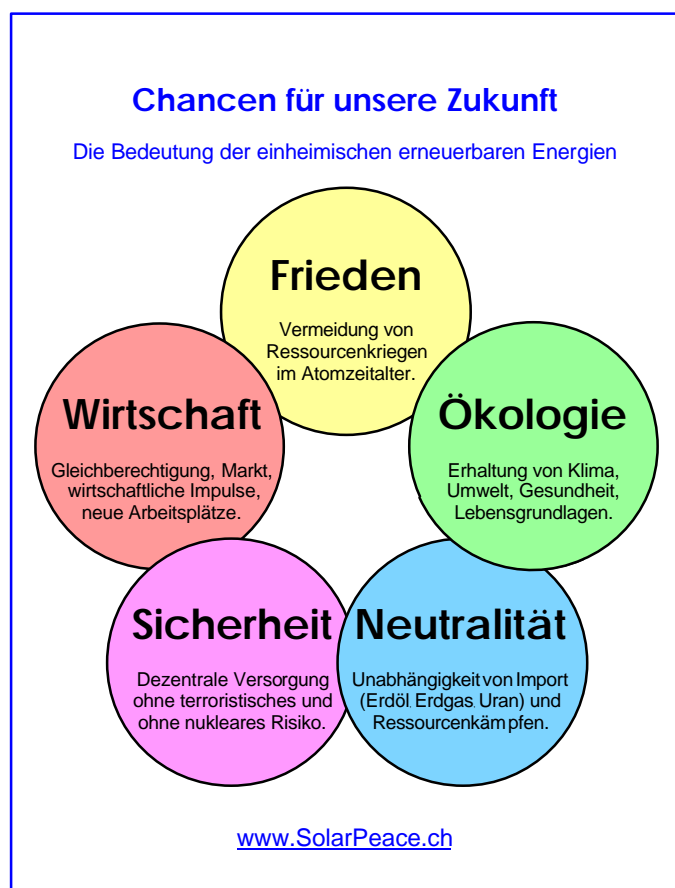 Chancen für unsere Zukunft
Die Bedeutung der einheimischen erneuerbaren Energien
Frieden
Vermeidung von
Ressourcenkriegen
im Atomzeitalter.
Wirtschaft
Gleichberechtigung, Markt,
wirtschaftliche Impulse,
neue Arbeitsplätze.
Ökologie
Erhaltung von Klima,
Umwelt, Gesundheit,
Lebensgrundlagen.
Sicherheit
Dezentrale Versorgung
ohne terroristisches und
ohne nukleares Risiko.
Neutralität
Unabhängigkeit von Import
(Erdöl, Erdgas, Uran) und
Ressourcenkämpfen.
www.SolarPeace.ch